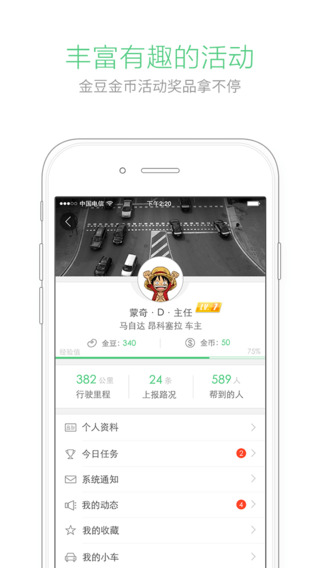 丰富有趣的活动
金豆金币活动奖品拿不停
中国电信 下午2:20
蒙奇·D·主任
马自达 昂科塞拉 车主
金豆: 340 金币: 50
经验值 75%
382 公里 24 条 589 人
行驶里程 上报路况 帮到的人
个人资料
今日任务 2
系统通知
我的动态 4
我的收藏
我的小车